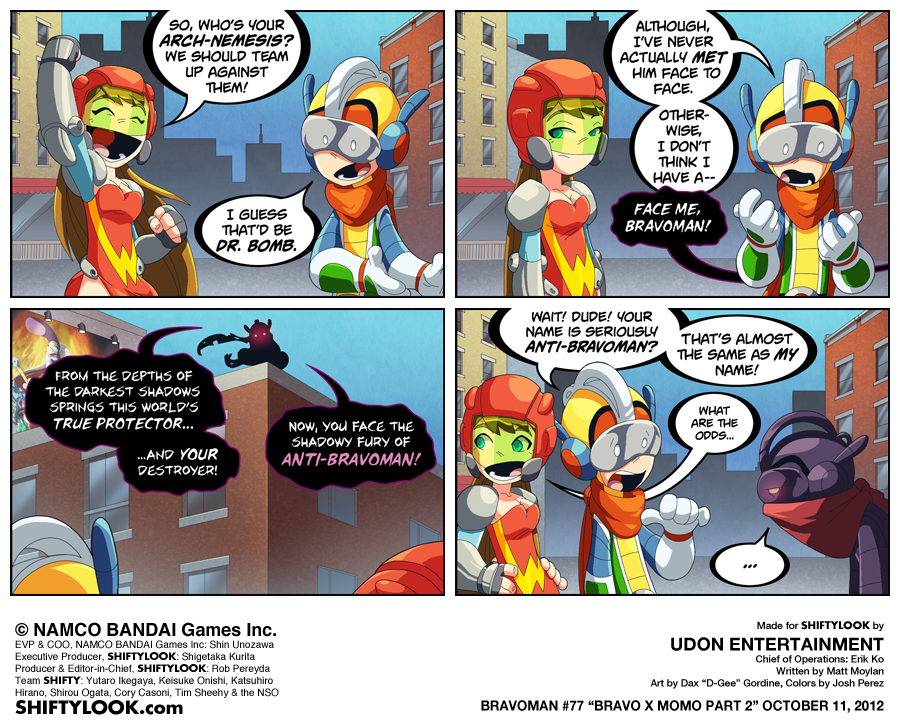 SO, WHO'S YOUR
ARCH-NEMESIS?
WE SHOULD TEAM
UP AGAINST
THEM!
I GUESS
THAT'D BE
DR. BOMB.
ALTHOUGH,
I'VE NEVER
ACTUALLY MET
HIM FACE TO
FACE.
OTHER-
WISE,
I DON'T
THINK I
HAVE A--
FACE ME,
BRAVOMAN!
FROM THE DEPTHS OF
THE DARKEST SHADOWS
SPRINGS THIS WORLD'S
TRUE PROTECTOR...
...AND YOUR
DESTROYER!
NOW, YOU FACE THE
SHADOWY FURY OF
ANTI-BRAVOMAN!
WAIT! DUDE! YOUR
NAME IS SERIOUSLY
ANTI-BRAVOMAN?
THAT'S ALMOST
THE SAME AS MY
NAME!
WHAT
ARE THE
ODDS...
...
© NAMCO BANDAI Games Inc.
EVP & COO, NAMCO BANDAI Games Inc: Shin Unozawa
Executive Producer, SHIFTYLOOK: Shigetaka Kurita
Producer & Editor-in-Chief, SHIFTYLOOK: Rob Pereyda
Team SHIFTY: Yutaro Ikegaya, Keisuke Onishi, Katsuhiro
Hirano, Shirou Ogata, Cory Casoni, Tim Sheehy & the NSO
SHIFTYLOOK.com
Made for SHIFTYLOOK by
UDON ENTERTAINMENT
Chief of Operations: Erik Ko
Written by Matt Moylan
Art by Dax “D-Gee” Gordine, Colors by Josh Perez
BRAVOMAN #77 “BRAVO X MOMO PART 2” OCTOBER 11, 2012